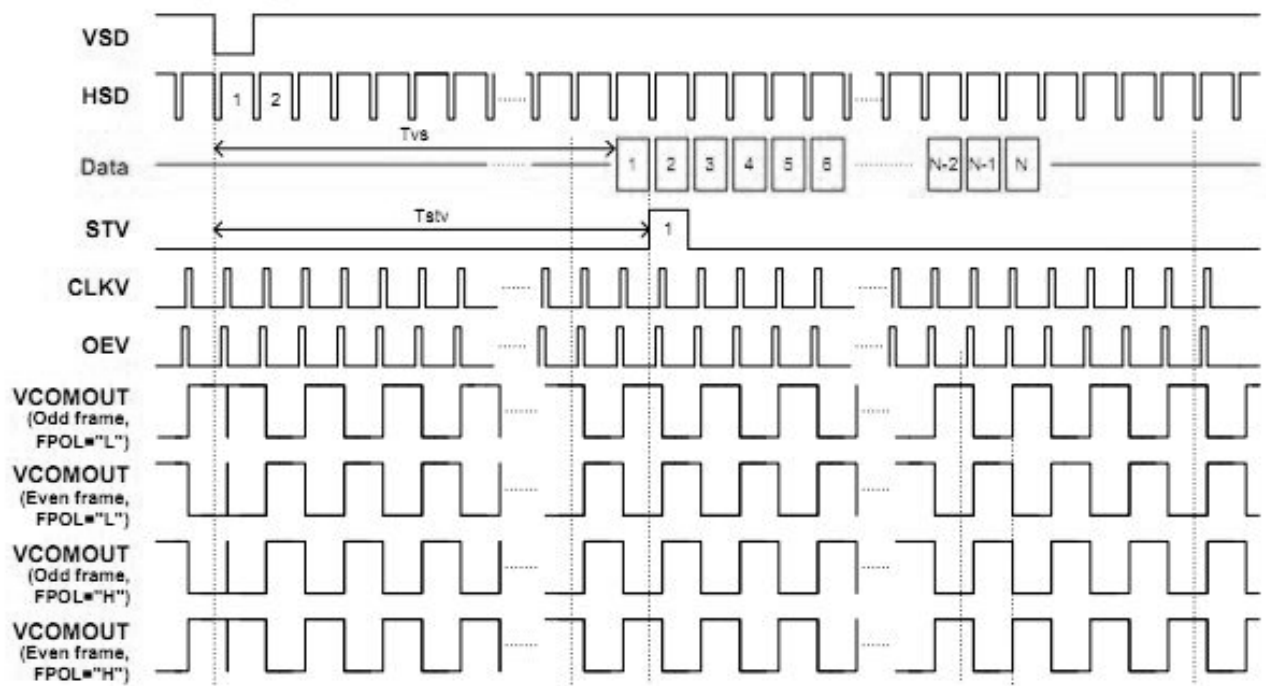 VSD
HSD
1 2
Tvs
Data
1 2 3 4 5 6 N-2 N-1 N
Tstv
STV
1
CLKV
OEV
VCOMOUT
(Odd frame,
FPOL="L")
VCOMOUT
(Even frame,
FPOL="L")
VCOMOUT
(Odd frame,
FPOL="H")
VCOMOUT
(Even frame,
FPOL="H")